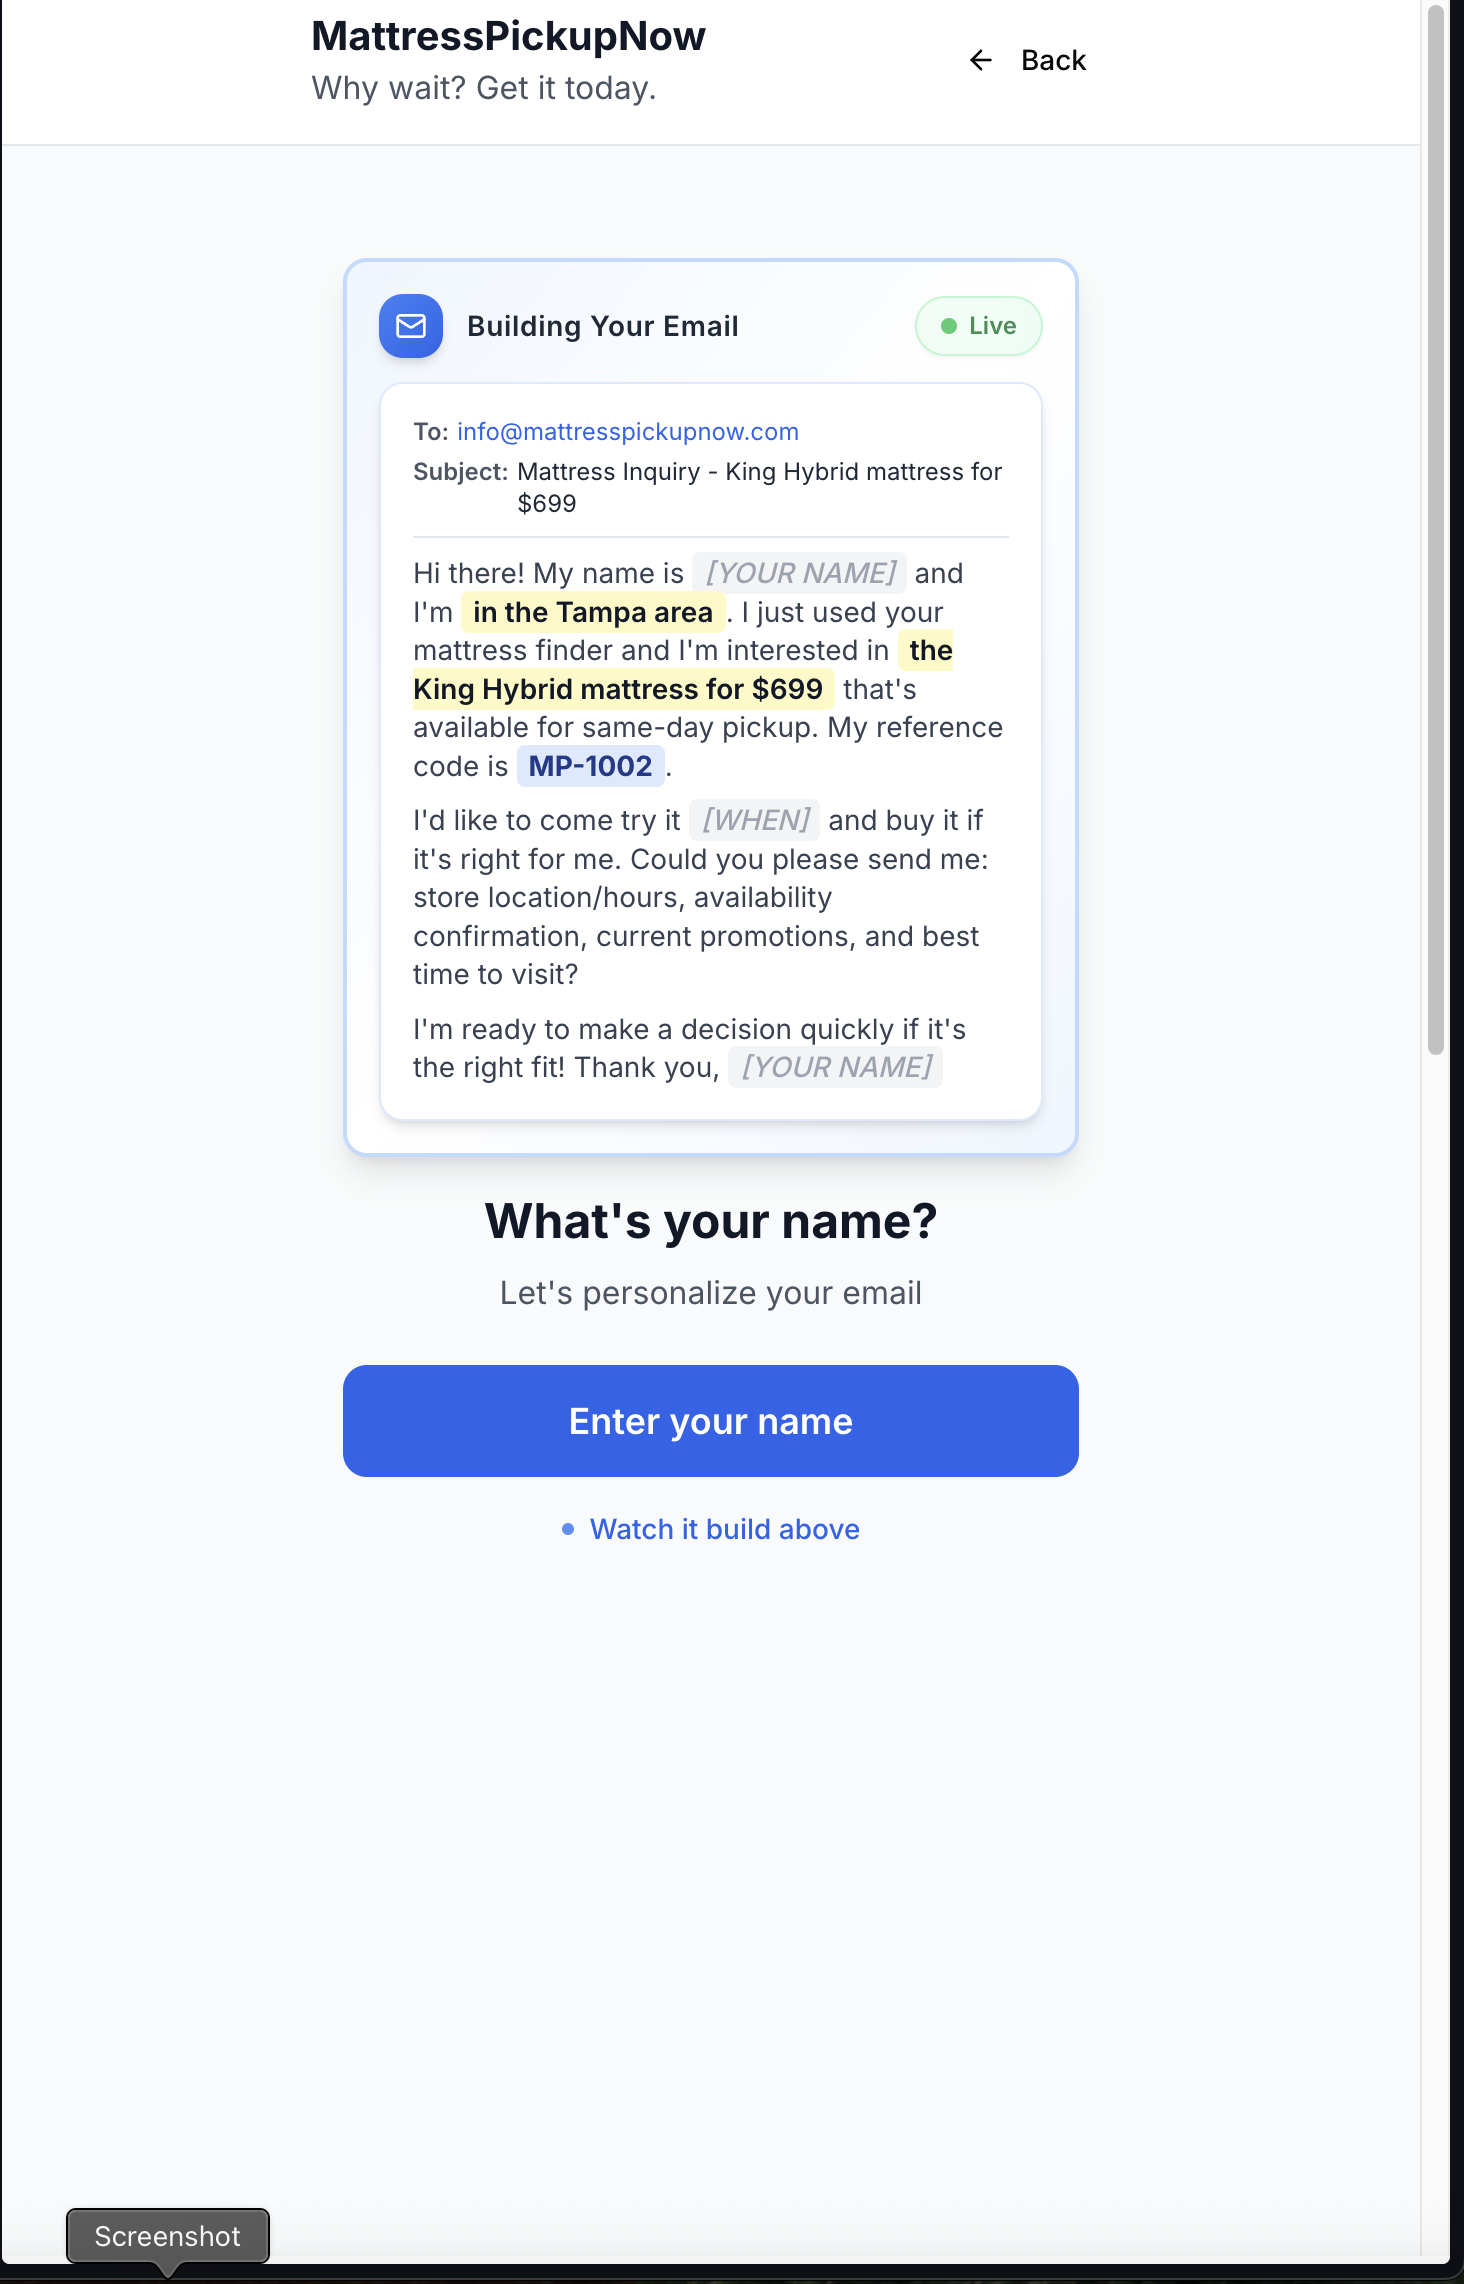 MattressPickupNow
Why wait? Get it today.
Back
Building Your Email
Live
To: info@mattresspickupnow.com
Subject: Mattress Inquiry - King Hybrid mattress for
$699
Hi there! My name is [YOUR NAME] and
I'm in the Tampa area . I just used your
mattress finder and I'm interested in the
King Hybrid mattress for $699 that's
available for same-day pickup. My reference
code is MP-1002 .
I'd like to come try it [WHEN] and buy it if
it's right for me. Could you please send me:
store location/hours, availability
confirmation, current promotions, and best
time to visit?
I'm ready to make a decision quickly if it's
the right fit! Thank you, [YOUR NAME]
What's your name?
Let's personalize your email
Enter your name
Watch it build above
Screenshot